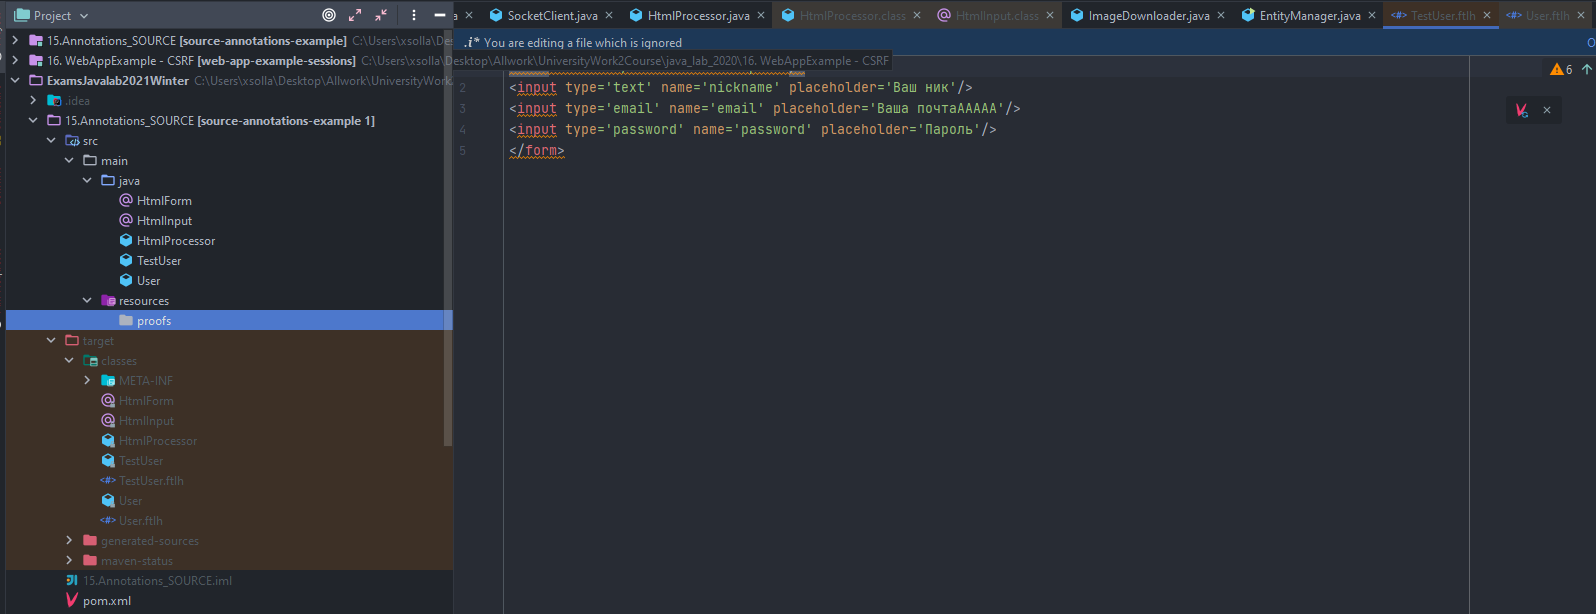 Project
a
SocketClient.java
HtmlProcessor.java
HtmlProcessor.class
HtmlInput.class
ImageDownloader.java
EntityManager.java
TestUser.ftlh
User.ftlh
15.Annotations_SOURCE [source-annotations-example] C:\Users\xsolla\De
.i* You are editing a file which is ignored
16. WebAppExample - CSRF [web-app-example-sessions] C:\Users\xsolla\Desktop\Allwork\UniversityWork2Course\java_lab_2020\16. WebAppExample - CSRF
6
ExamsJavalab2021Winter C:\Users\xsolla\Desktop\Allwork\UniversityWork
.idea
15.Annotations_SOURCE [source-annotations-example 1]
src
main
java
HtmlForm
HtmlInput
HtmlProcessor
TestUser
User
resources
proofs
target
classes
META-INF
HtmlForm
HtmlInput
HtmlProcessor
TestUser
TestUser.ftlh
User
User.ftlh
generated-sources
maven-status
15.Annotations_SOURCE.iml
pom.xml
2 <input type='text' name='nickname' placeholder='Ваш ник'/>
3 <input type='email' name='email' placeholder='Ваша почтаААААА'/>
4 <input type='password' name='password' placeholder='Пароль'/>
5 </form>